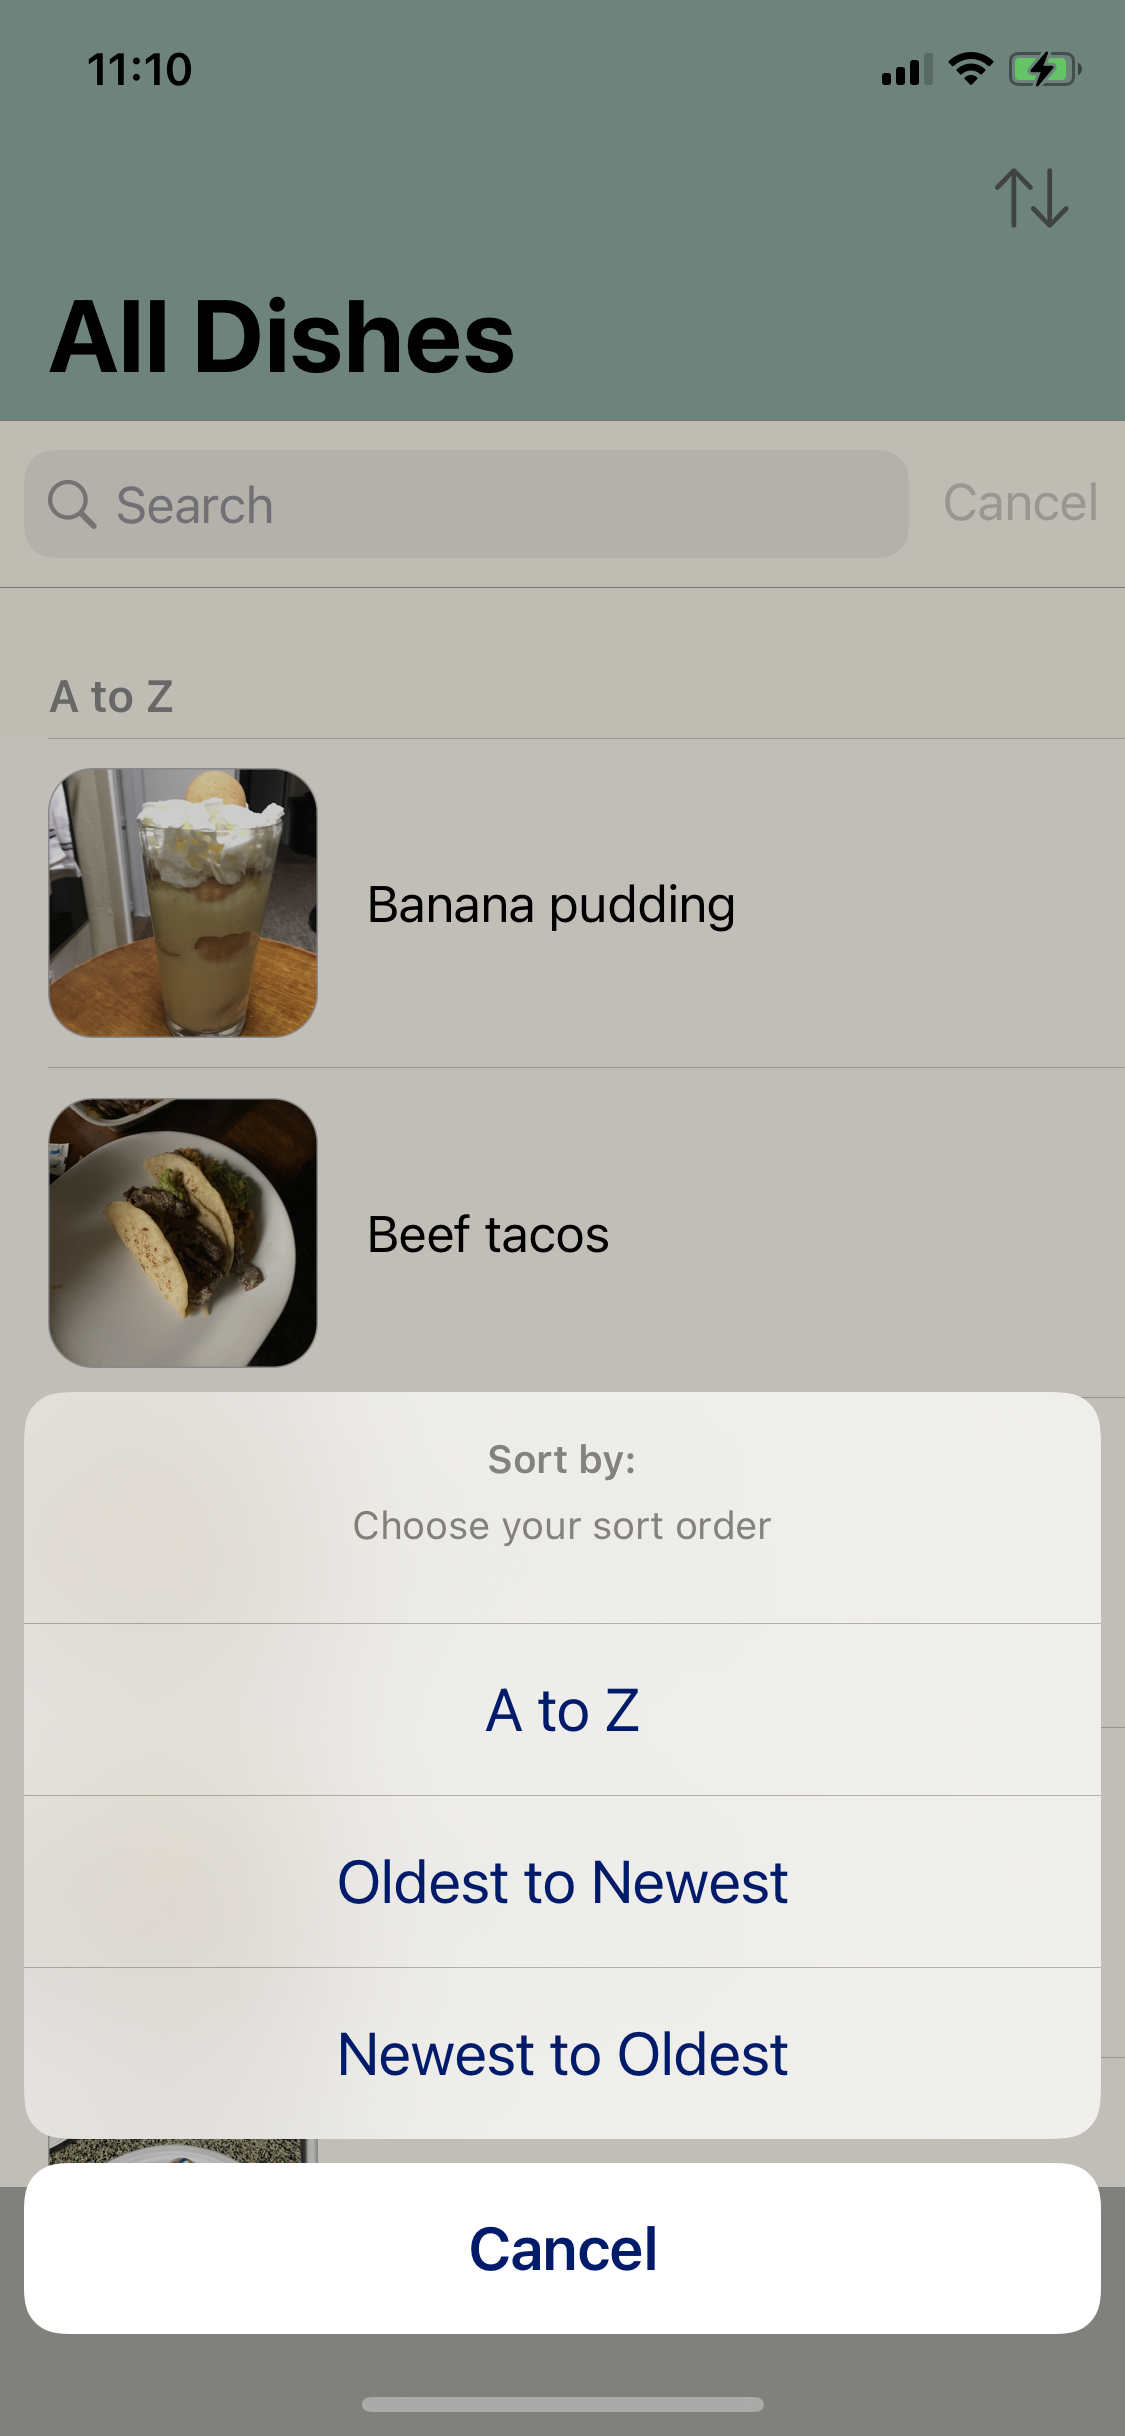 11:10
All Dishes
Search
Cancel
A to Z
Banana pudding
Beef tacos
Sort by:
Choose your sort order
A to Z
Oldest to Newest
Newest to Oldest
Cancel